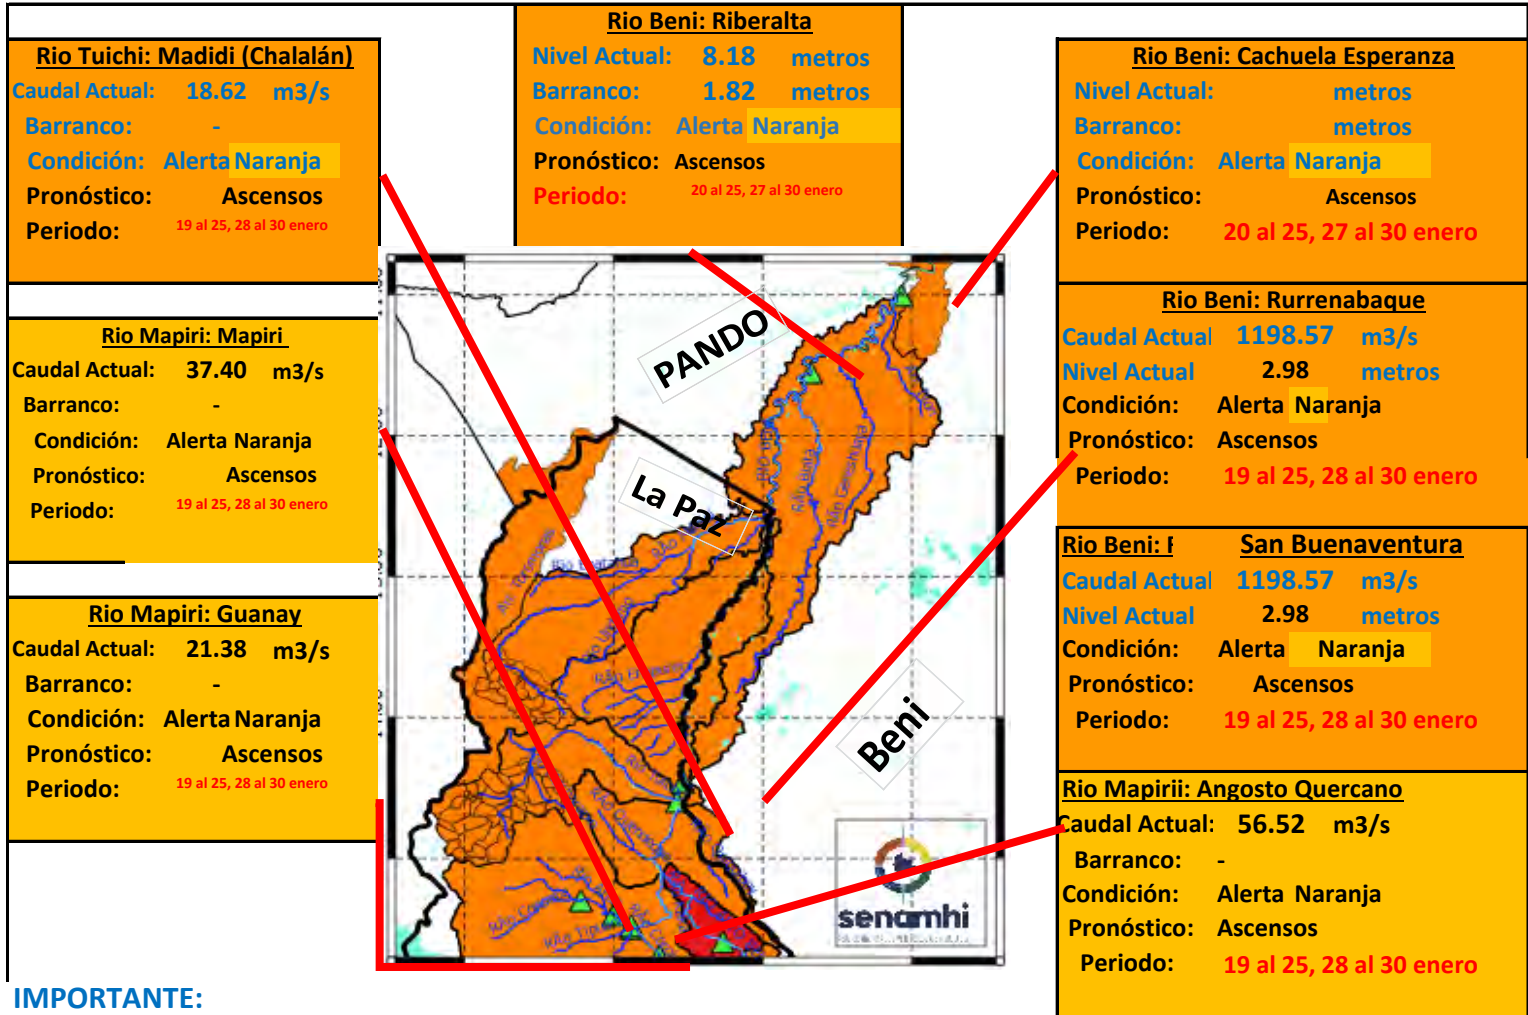 Rio Tuichi: Madidi (Chalalán)
Caudal Actual: 18.62 m3/s
Barranco: -
Condición: Alerta Naranja
Pronóstico: Ascensos
Periodo: 19 al 25, 28 al 30 enero
Rio Mapiri: Mapiri
Caudal Actual: 37.40 m3/s
Barranco: -
Condición: Alerta Naranja
Pronóstico: Ascensos
Periodo: 19 al 25, 28 al 30 enero
Rio Mapiri: Guanay
Caudal Actual: 21.38 m3/s
Barranco: -
Condición: Alerta Naranja
Pronóstico: Ascensos
Periodo: 19 al 25, 28 al 30 enero
Rio Beni: Riberalta
Nivel Actual: 8.18 metros
Barranco: 1.82 metros
Condición: Alerta Naranja
Pronóstico: Ascensos
Periodo: 20 al 25, 27 al 30 enero
PANDO
La Paz
Beni
senamhi
Rio Beni: Cachuela Esperanza
Nivel Actual: metros
Barranco: metros
Condición: Alerta Naranja
Pronóstico: Ascensos
Periodo: 20 al 25, 27 al 30 enero
Rio Beni: Rurrenabaque
Caudal Actual 1198.57 m3/s
Nivel Actual 2.98 metros
Condición: Alerta Naranja
Pronóstico: Ascensos
Periodo: 19 al 25, 28 al 30 enero
Rio Beni: San Buenaventura
Caudal Actual 1198.57 m3/s
Nivel Actual 2.98 metros
Condición: Alerta Naranja
Pronóstico: Ascensos
Periodo: 19 al 25, 28 al 30 enero
Rio Mapirii: Angosto Quercano
Caudal Actual: 56.52 m3/s
Barranco: -
Condición: Alerta Naranja
Pronóstico: Ascensos
Periodo: 19 al 25, 28 al 30 enero
IMPORTANTE: